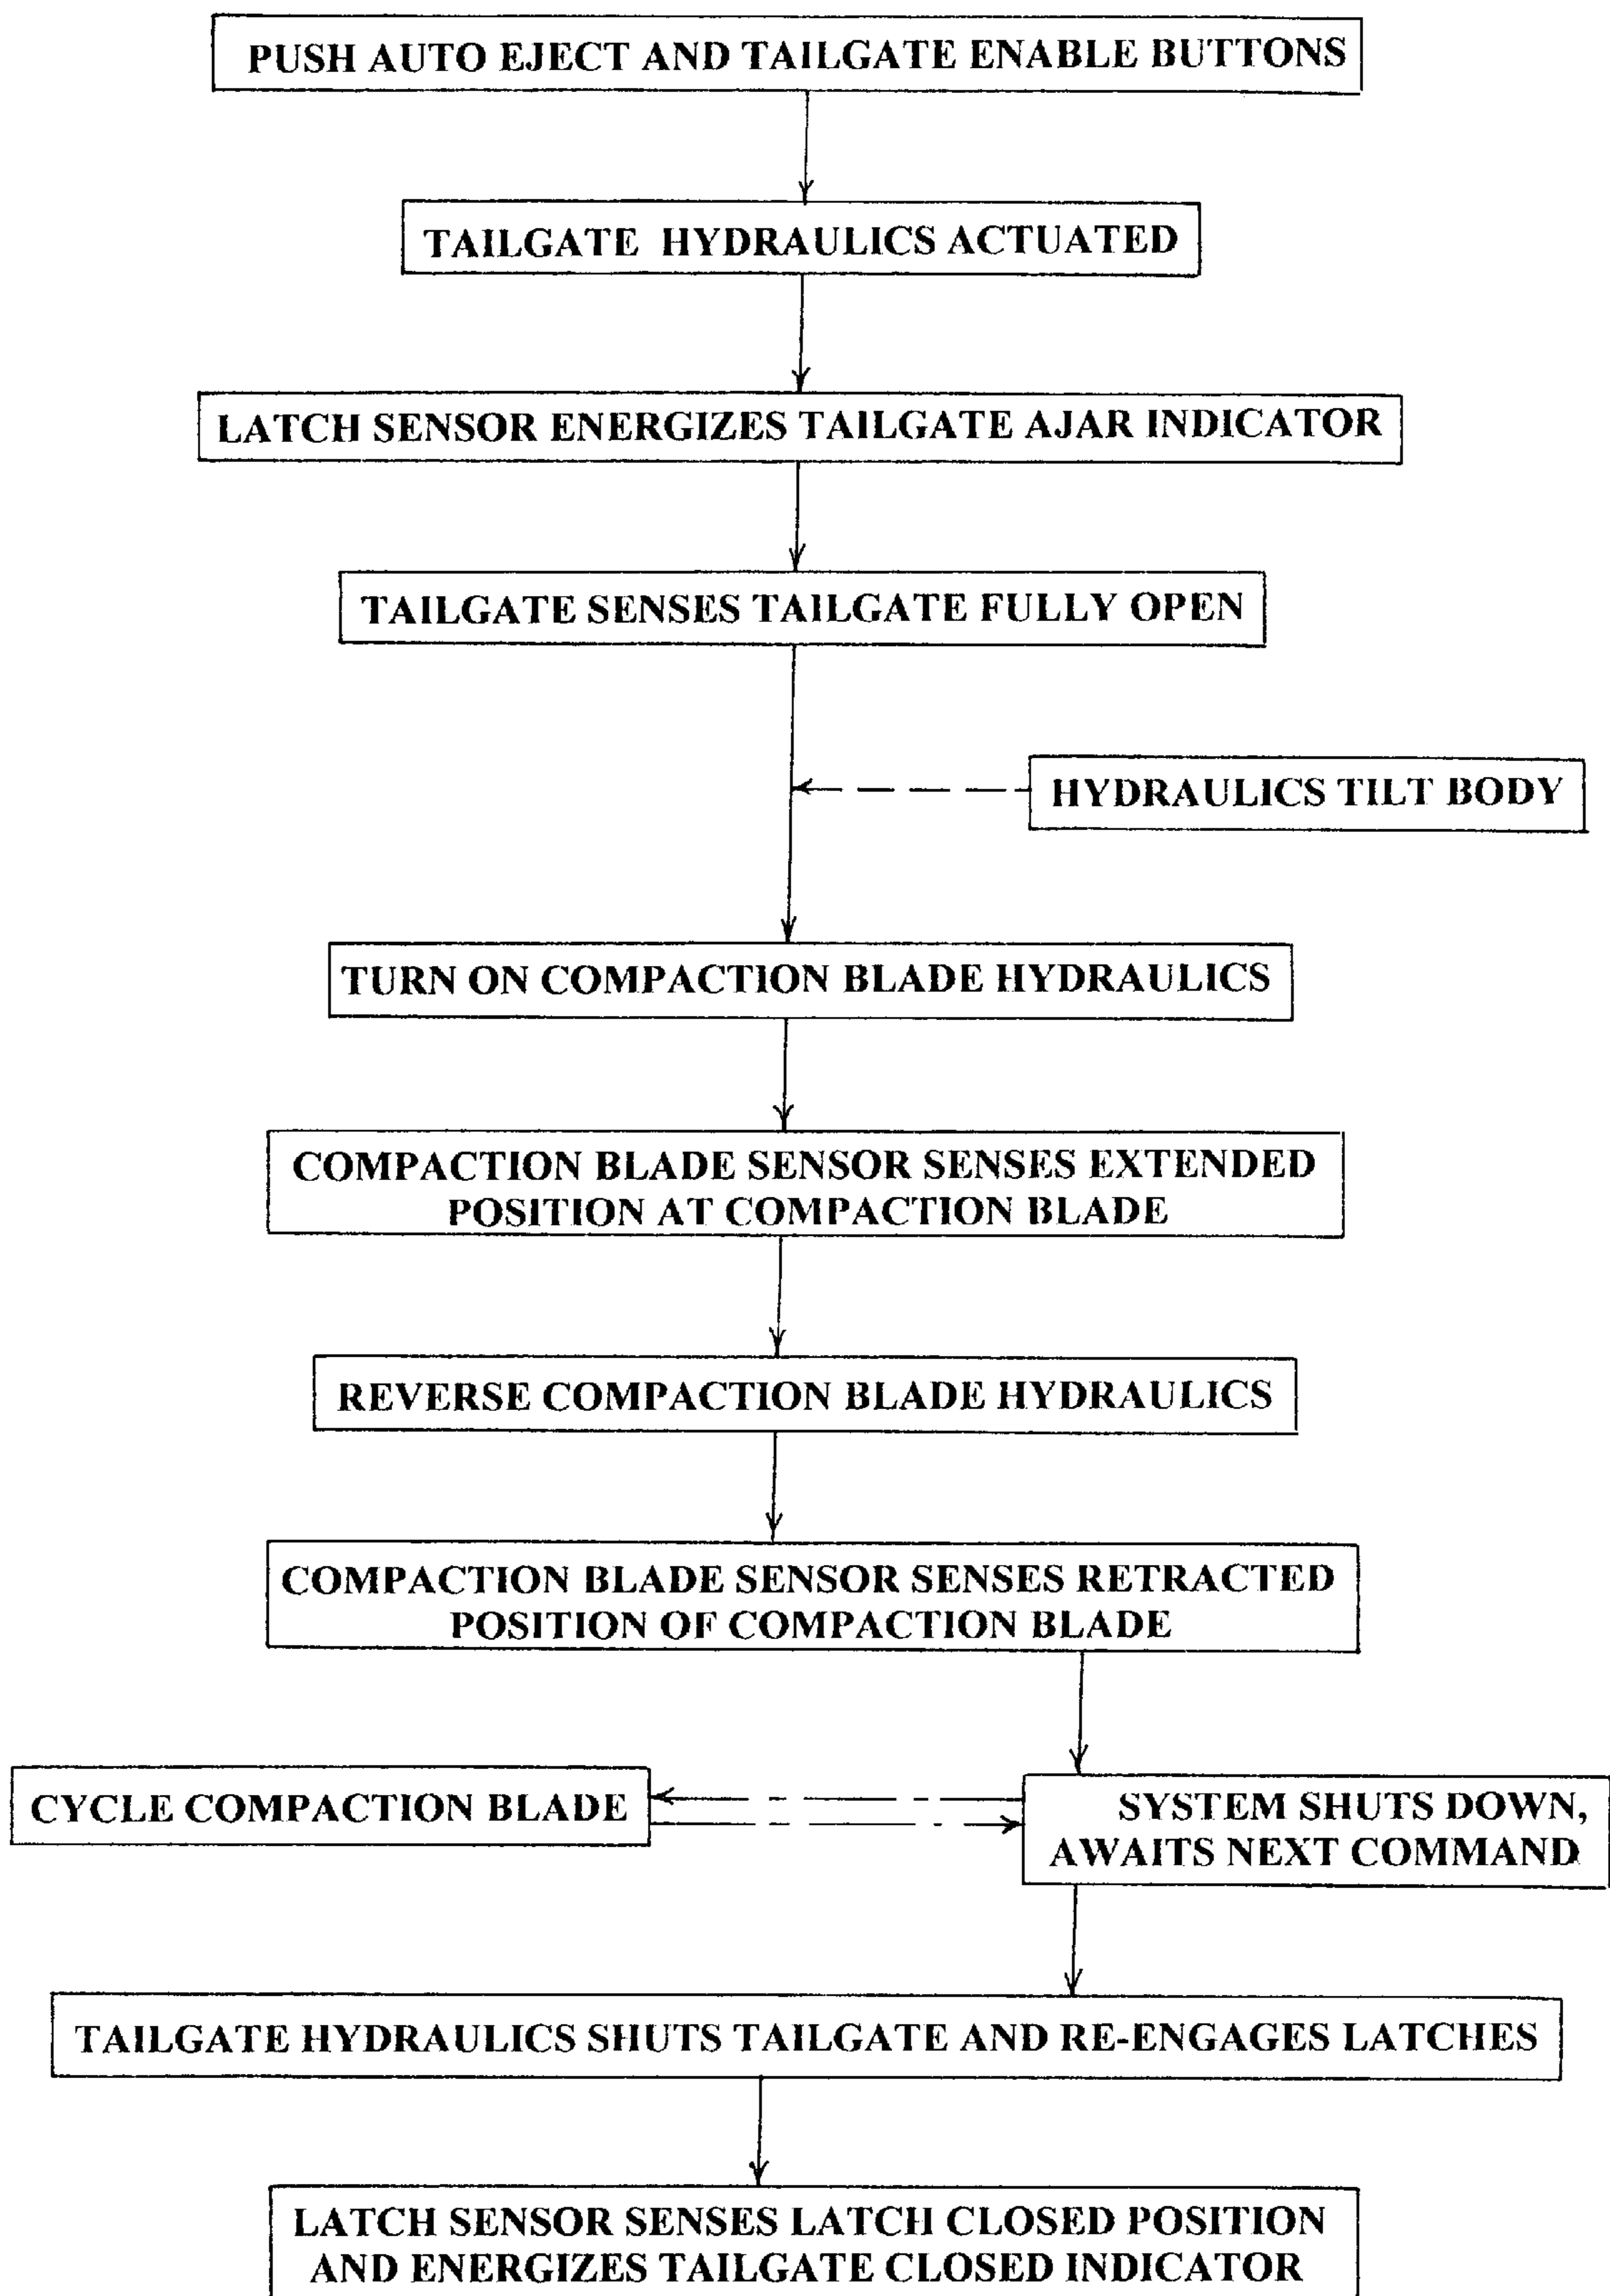 PUSH AUTO EJECT AND TAILGATE ENABLE BUTTONS
TAILGATE HYDRAULICS ACTUATED
LATCH SENSOR ENERGIZES TAILGATE AJAR INDICATOR
TAILGATE SENSES TAILGATE FULLY OPEN
HYDRAULICS TILT BODY
TURN ON COMPACTION BLADE HYDRAULICS
COMPACTION BLADE SENSOR SENSES EXTENDED
POSITION AT COMPACTION BLADE
REVERSE COMPACTION BLADE HYDRAULICS
COMPACTION BLADE SENSOR SENSES RETRACTED
POSITION OF COMPACTION BLADE
CYCLE COMPACTION BLADE
SYSTEM SHUTS DOWN,
AWAITS NEXT COMMAND
TAILGATE HYDRAULICS SHUTS TAILGATE AND RE-ENGAGES LATCHES
LATCH SENSOR SENSES LATCH CLOSED POSITION
AND ENERGIZES TAILGATE CLOSED INDICATOR